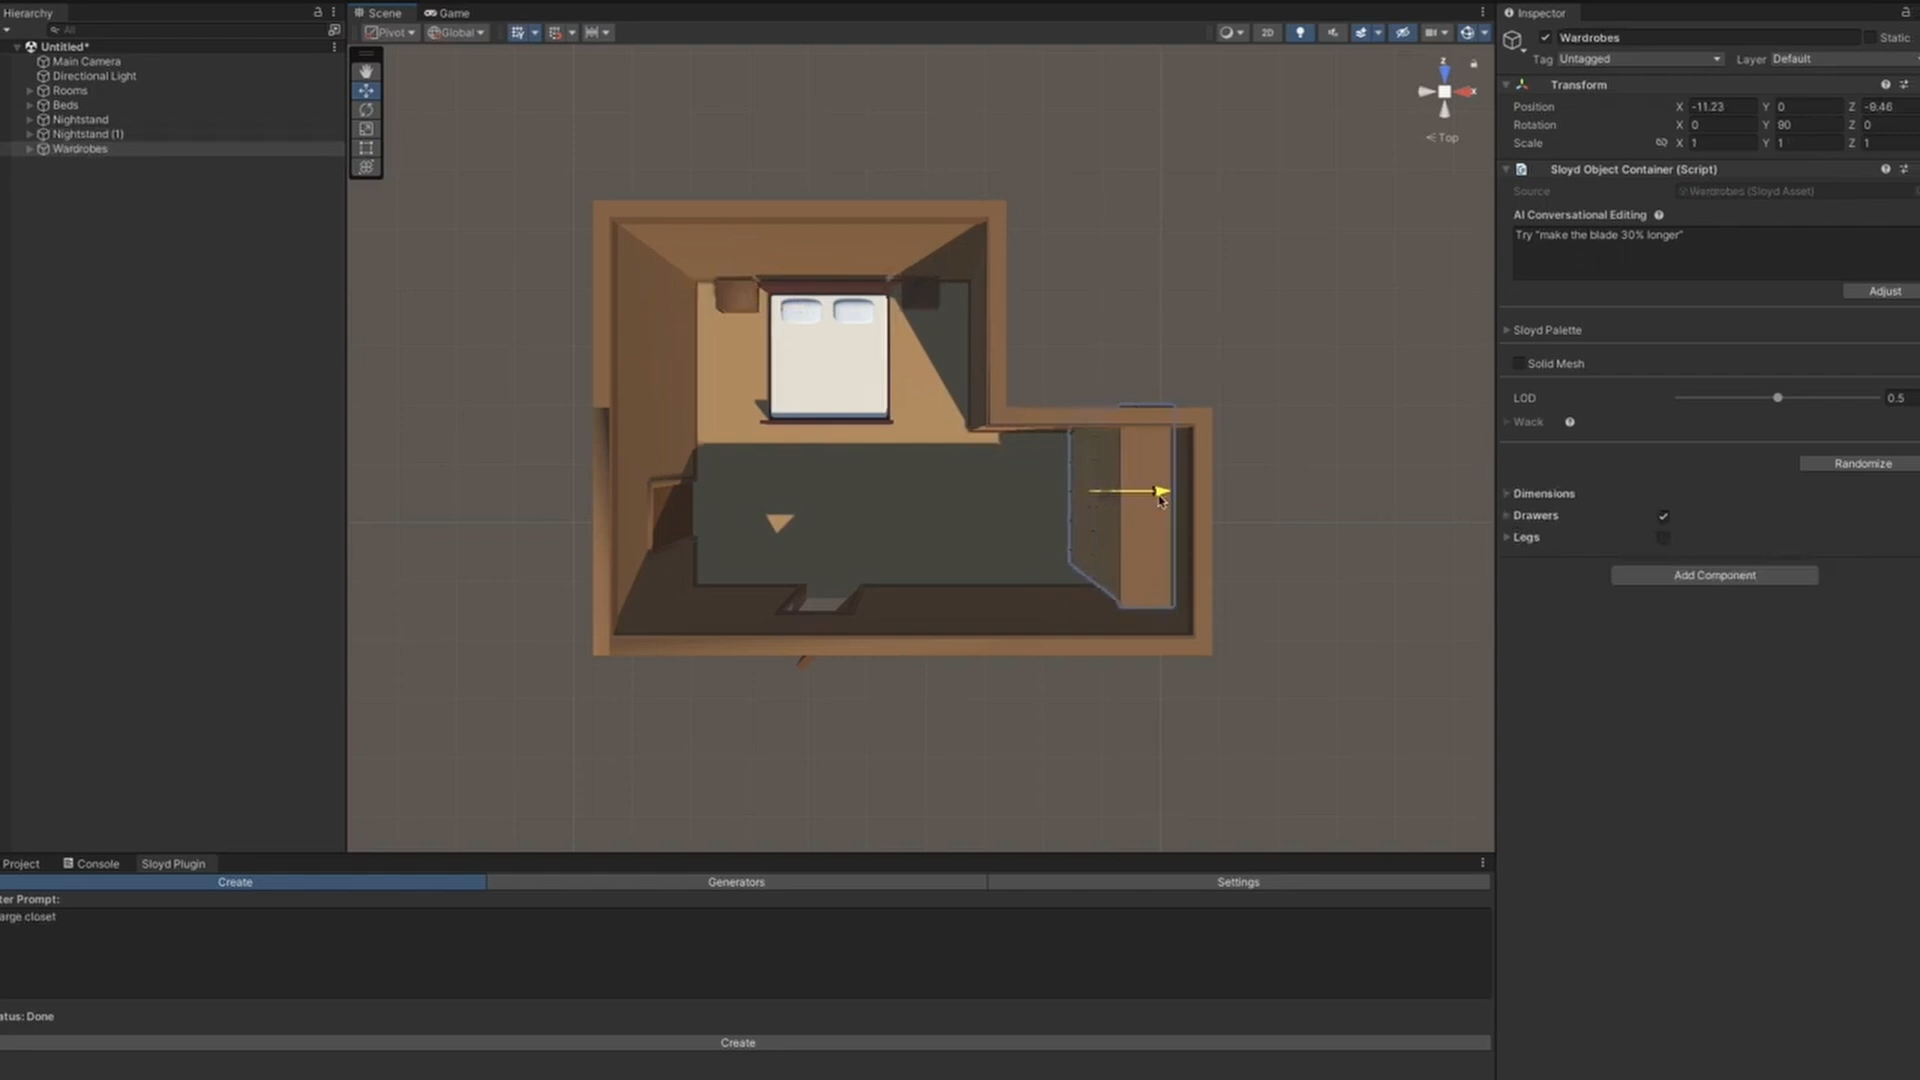 Hierarchy
All
Untitled*
Main Camera
Directional Light
Rooms
Beds
Nightstand
Nightstand (1)
Wardrobes
Scene
Game
Pivot
Global
2D
z
x
Top
Inspector
Wardrobes
Static
Tag Untagged
Layer Default
Transform
Position X -11.23 Y 0 Z -9.46
Rotation X 0 Y 90 Z 0
Scale X 1 Y 1 Z 1
Sloyd Object Container (Script)
Source
Wardrobes (Sloyd Asset)
AI Conversational Editing
Try "make the blade 30% longer"
Adjust
Sloyd Palette
Solid Mesh
LOD
0.5
Wack
Randomize
Dimensions
Drawers
Legs
Add Component
Project
Console
Sloyd Plugin
Create
Generators
Settings
ter Prompt:
arge closet
atus: Done
Create